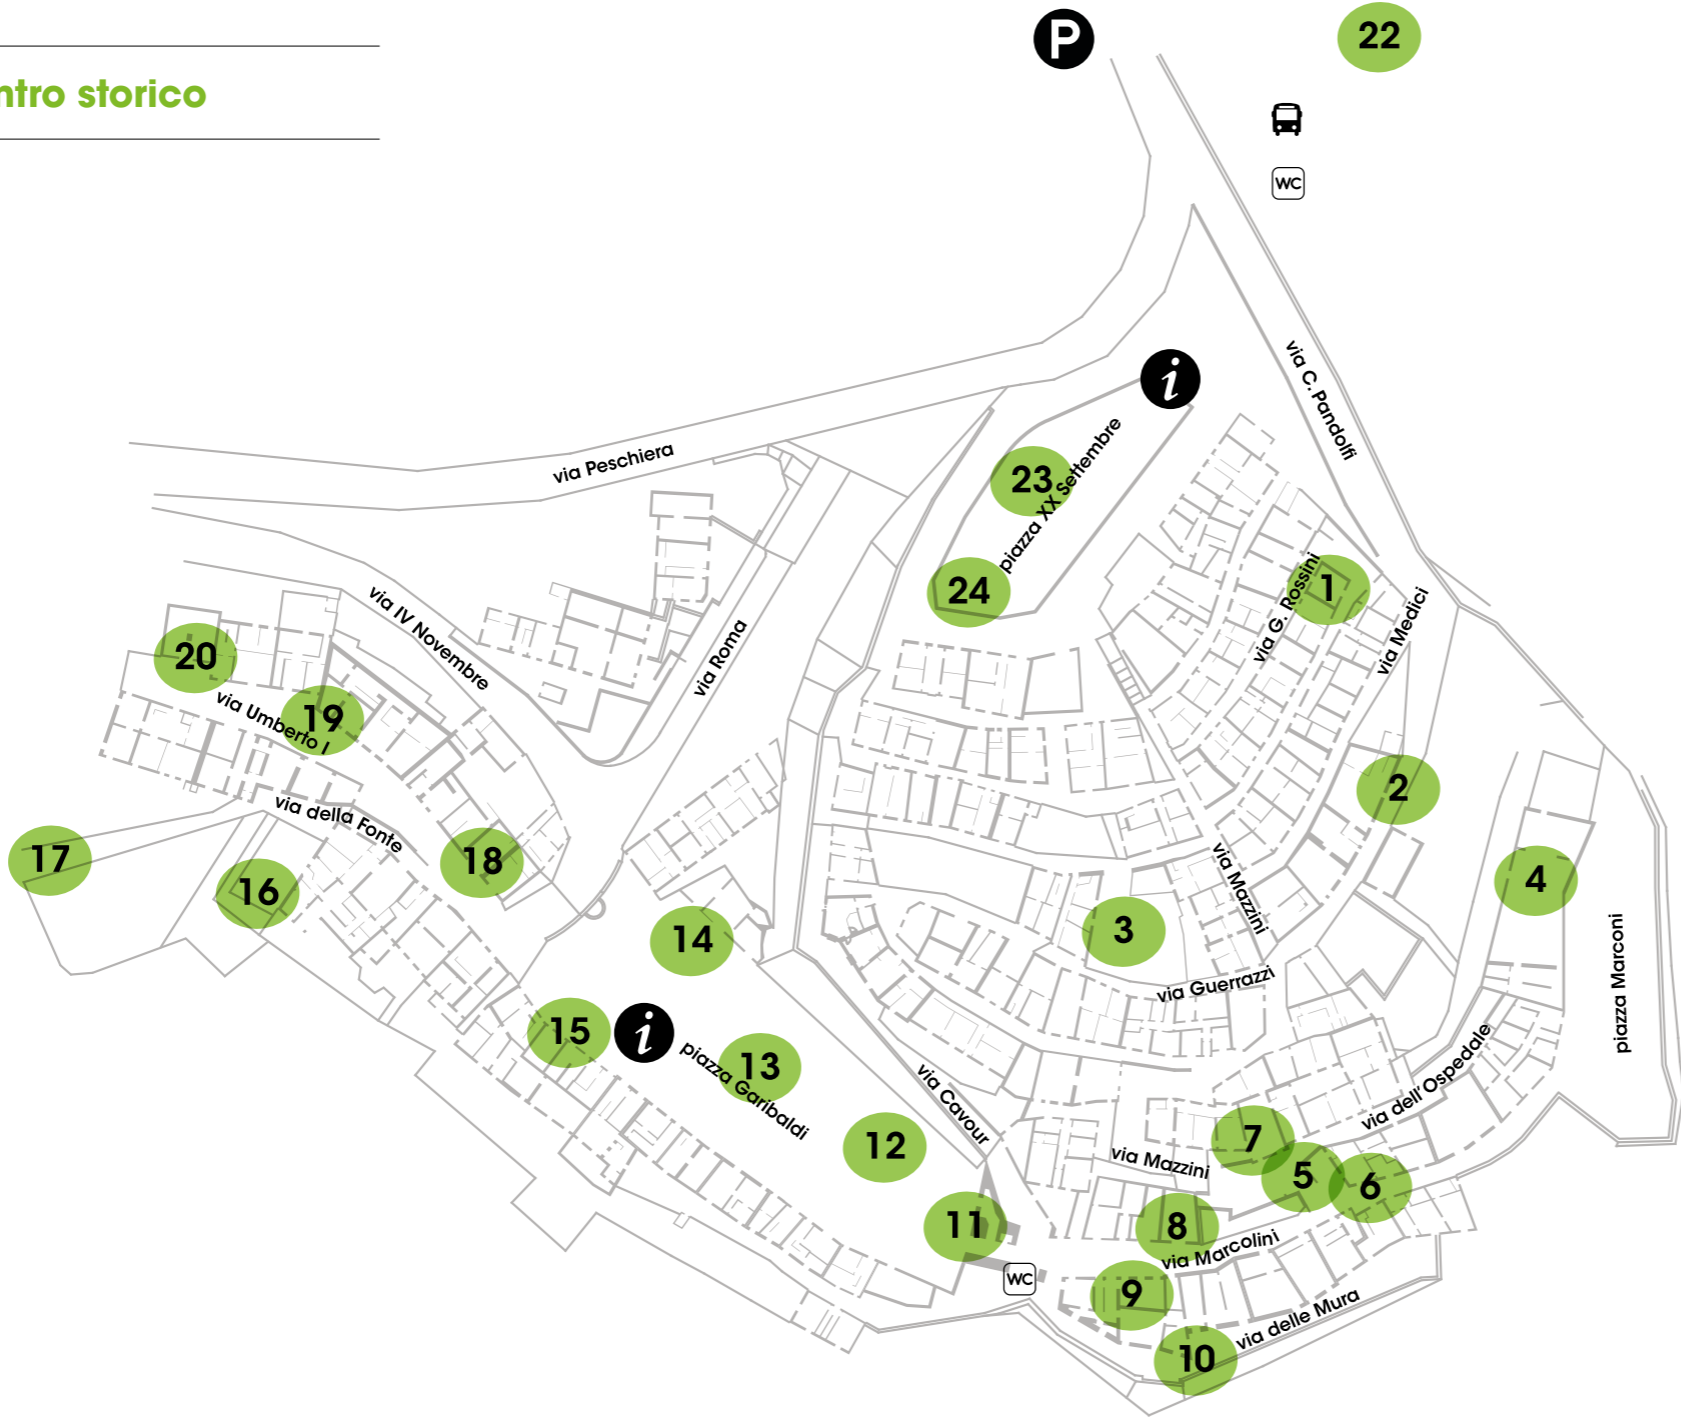 P
22
ntro storico
WC
i
via C. Pandolfi
via Peschiera
23
piazza XX Settembre
24
1
via G. Rossini
via Medici
via IV Novembre
via Roma
20
19
via Umberto I
2
via della Fonte
17
18
16
4
via Mazzini
3
14
piazza Marconi
via Guerrazzi
15
i
13
piazza Garibaldi
via Cavour
via dell'Ospedale
12
7
via Mazzini
5
6
11
8
via Marcolini
WC
9
via delle Mura
10